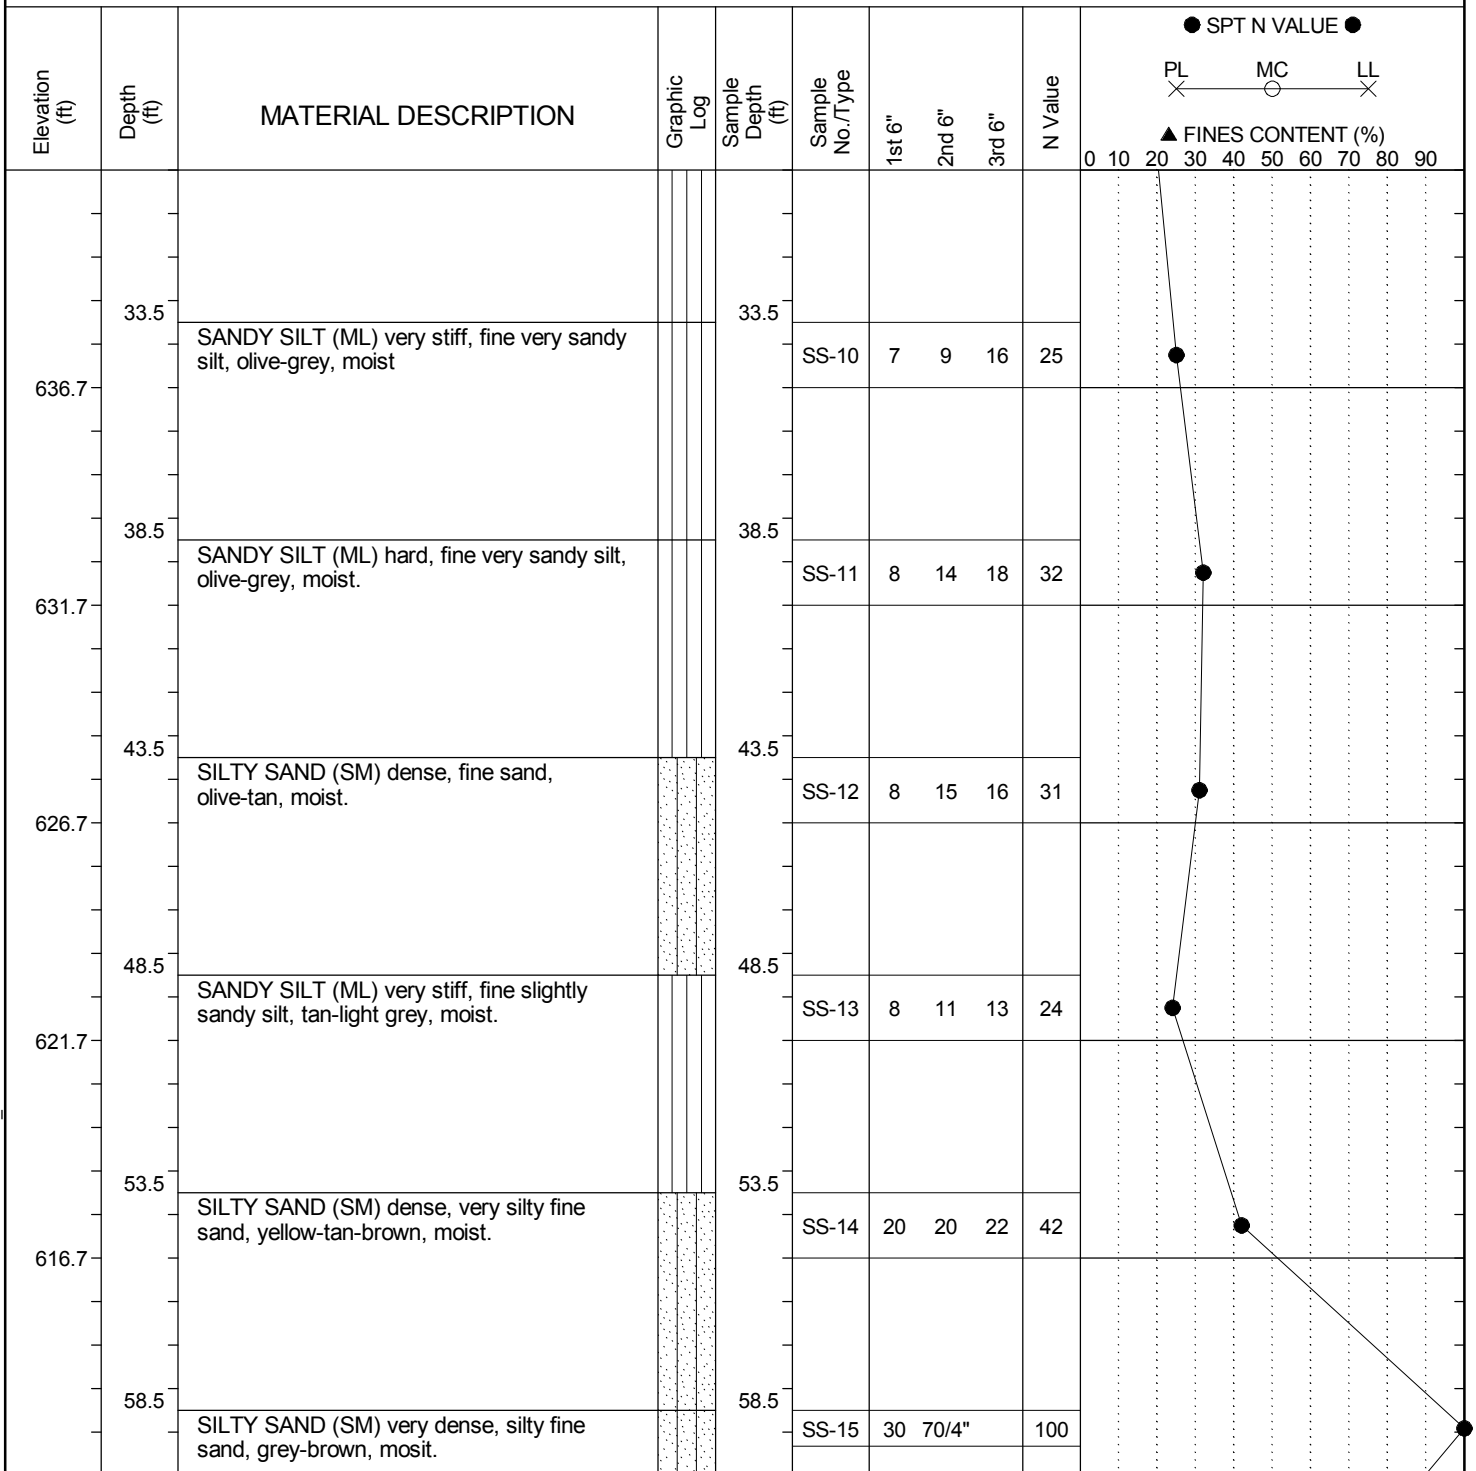 ● SPT N VALUE ●
PL MC LL
▲ FINES CONTENT (%)
Elevation (ft)
Depth (ft)
MATERIAL DESCRIPTION
Graphic Log
Sample Depth (ft)
Sample No./Type
1st 6"
2nd 6"
3rd 6"
N Value
0 10 20 30 40 50 60 70 80 90
33.5 33.5
SANDY SILT (ML) very stiff, fine very sandy
silt, olive-grey, moist
SS-10 7 9 16 25
636.7
38.5 38.5
SANDY SILT (ML) hard, fine very sandy silt,
olive-grey, moist.
SS-11 8 14 18 32
631.7
43.5 43.5
SILTY SAND (SM) dense, fine sand,
olive-tan, moist.
SS-12 8 15 16 31
626.7
48.5 48.5
SANDY SILT (ML) very stiff, fine slightly
sandy silt, tan-light grey, moist.
SS-13 8 11 13 24
621.7
53.5 53.5
SILTY SAND (SM) dense, very silty fine
sand, yellow-tan-brown, moist.
SS-14 20 20 22 42
616.7
58.5 58.5
SILTY SAND (SM) very dense, silty fine
sand, grey-brown, mosit.
SS-15 30 70/4" 100